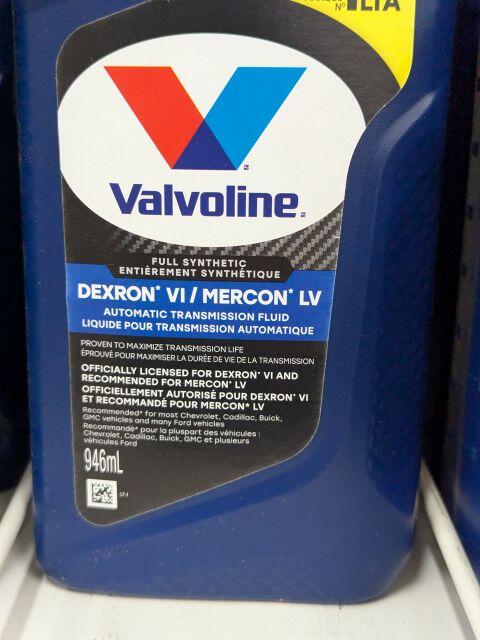 Nº
Valvoline
FULL SYNTHETIC
ENTIÈREMENT SYNTHÉTIQUE
DEXRON* VI / MERCON* LV
AUTOMATIC TRANSMISSION FLUID
LIQUIDE POUR TRANSMISSION AUTOMATIQUE
PROVEN TO MAXIMIZE TRANSMISSION LIFE
ÉPROUVÉ POUR MAXIMISER LA DURÉE DE VIE DE LA TRANSMISSION
OFFICIALLY LICENSED FOR DEXRON* VI AND
RECOMMENDED FOR MERCON* LV
OFFICIELLEMENT AUTORISÉ POUR DEXRON* VI
ET RECOMMANDÉ POUR MERCON* LV
Recommended* for most Chevrolet, Cadillac, Buick,
GMC vehicles and many Ford vehicles
Recommandé* pour la pluspart des véhicules :
Chevrolet, Cadillac, Buick, GMC et plusieurs
véhicules Ford
946mL